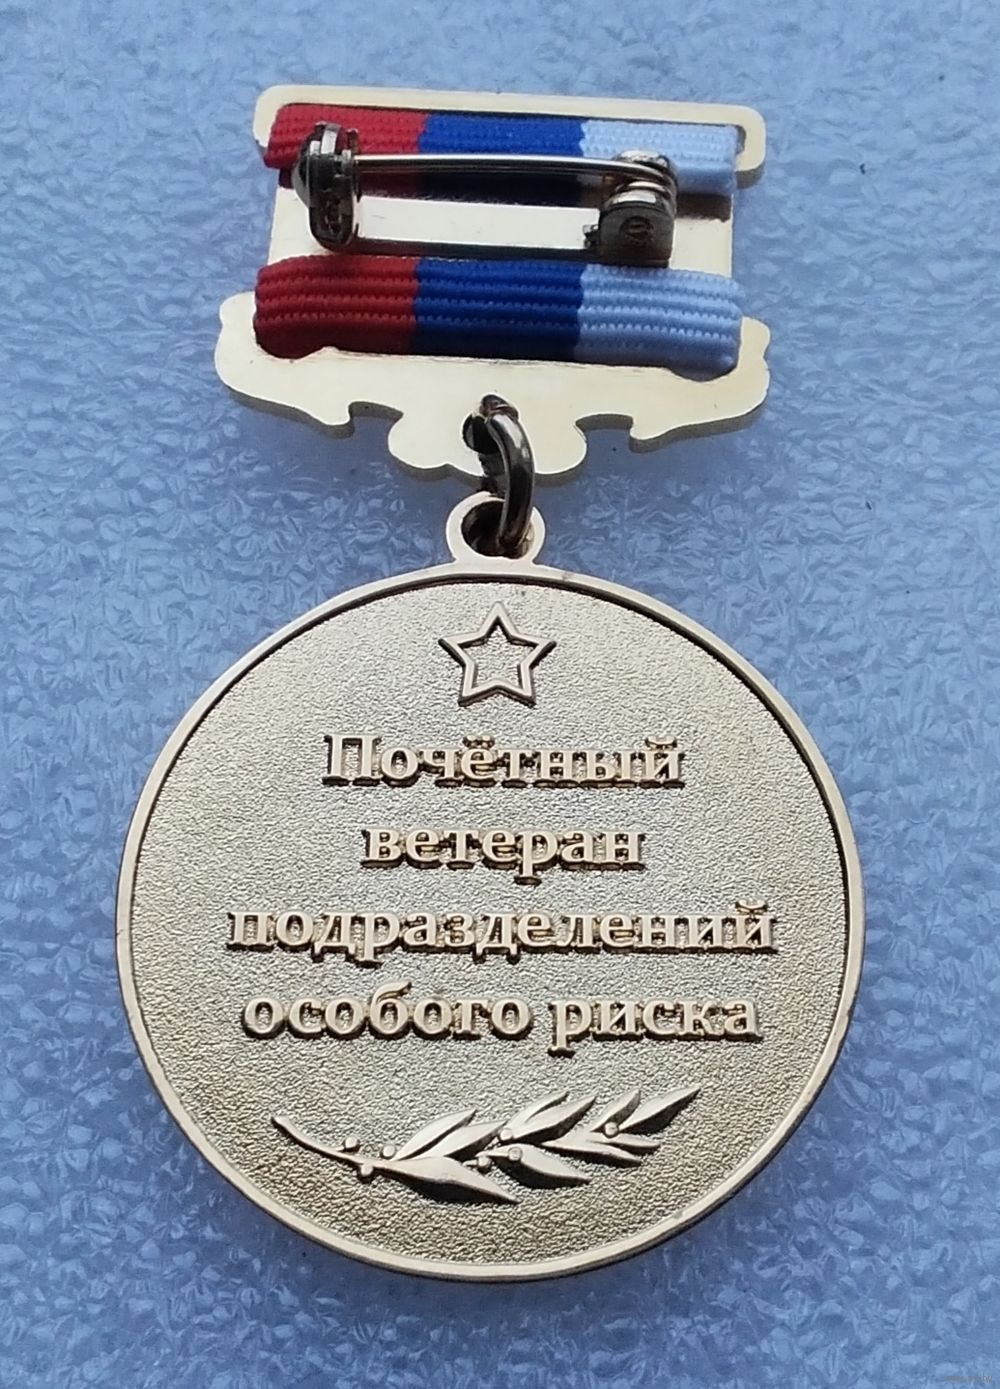 Почётный
ветеран
подразделений
особого риска